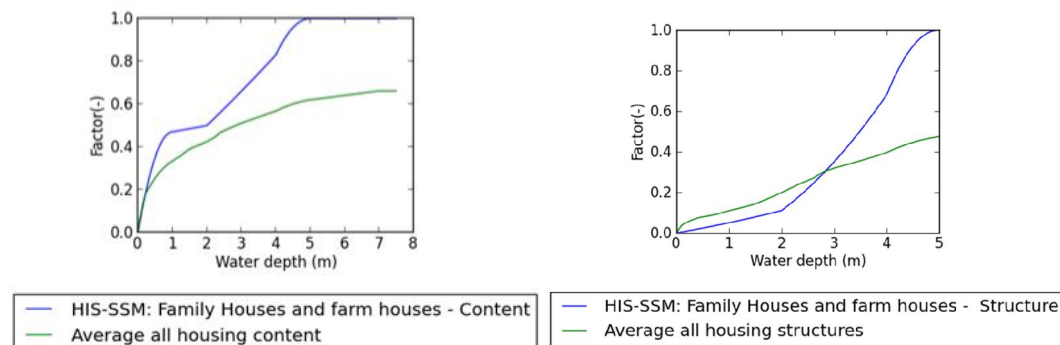 1.0
0.8
0.6
0.4
0.2
0.0
Factor(-)
0 1 2 3 4 5 6 7 8
Water depth (m)
HIS-SSM: Family Houses and farm houses - Content
Average all housing content
1.0
0.8
0.6
0.4
0.2
0.0
Factor(-)
0 1 2 3 4 5
Water depth (m)
HIS-SSM: Family Houses and farm houses - Structure
Average all housing structures